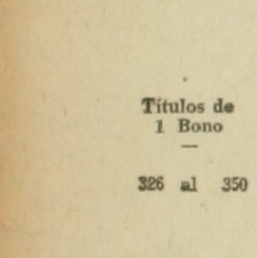 Títulos de
1 Bono
—
326 al 350